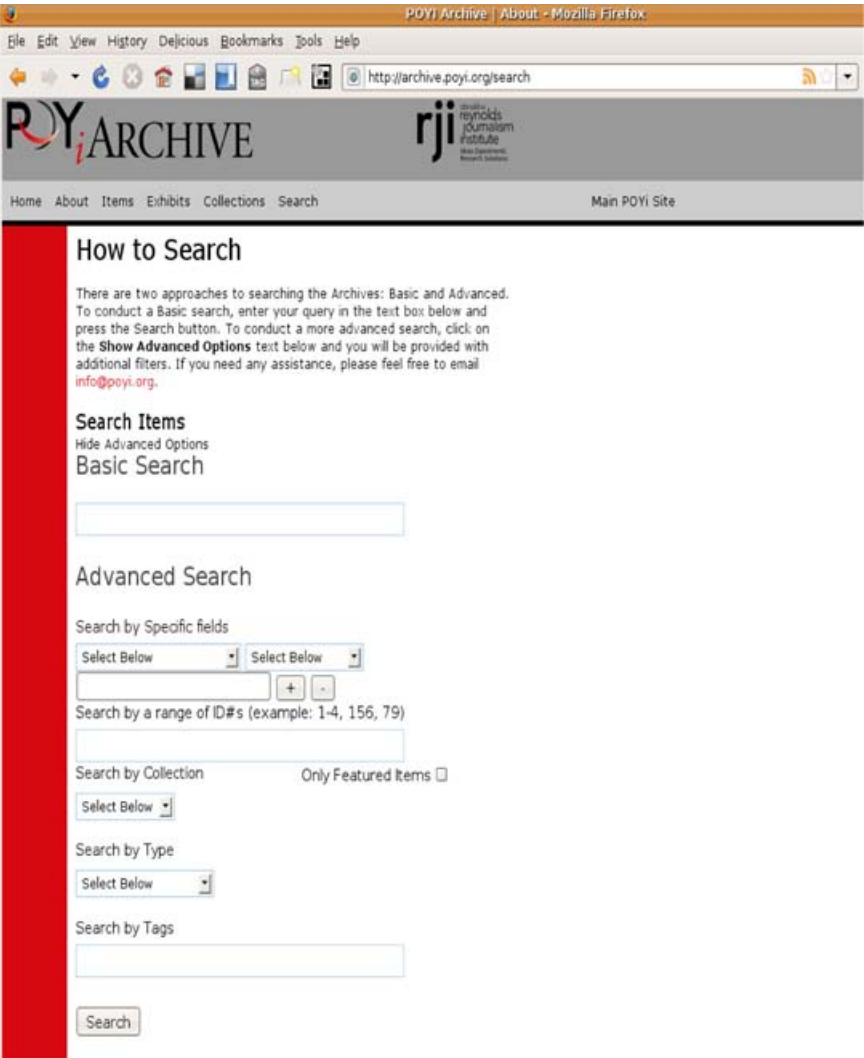 POYi Archive | About - Mozilla Firefox
File Edit View History Delicious Bookmarks Tools Help
http://archive.poyi.org/search
POYi ARCHIVE
rji
reynolds
journalism
institute
Home About Items Exhibits Collections Search Main POYi Site
How to Search
There are two approaches to searching the Archives: Basic and Advanced.
To conduct a Basic search, enter your query in the text box below and
press the Search button. To conduct a more advanced search, click on
the Show Advanced Options text below and you will be provided with
additional filters. If you need any assistance, please feel free to email
info@poyi.org.
Search Items
Hide Advanced Options
Basic Search
Advanced Search
Search by Specific fields
Select Below Select Below
+ -
Search by a range of ID#s (example: 1-4, 156, 79)
Search by Collection Only Featured Items
Select Below
Search by Type
Select Below
Search by Tags
Search